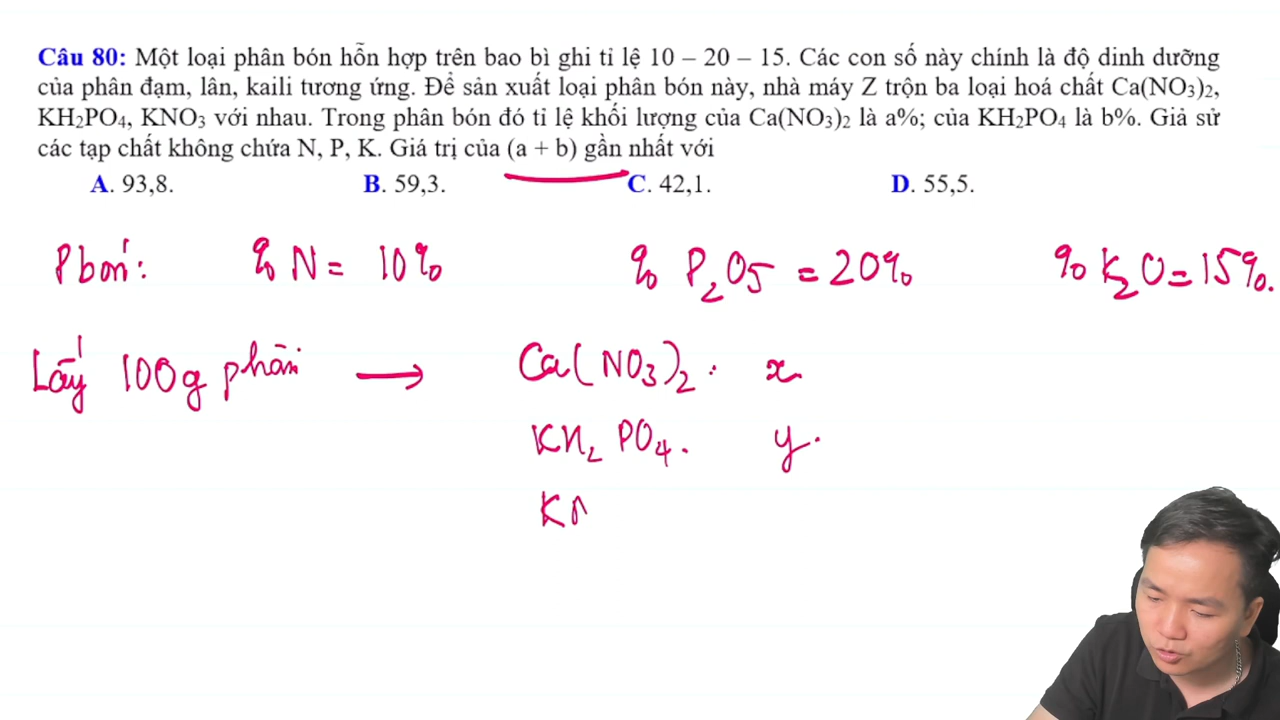 Câu 80: Một loại phân bón hỗn hợp trên bao bì ghi tỉ lệ 10 – 20 – 15. Các con số này chính là độ dinh dưỡng
của phân đạm, lân, kaili tương ứng. Để sản xuất loại phân bón này, nhà máy Z trộn ba loại hoá chất Ca(NO₃)₂,
KH₂PO₄, KNO₃ với nhau. Trong phân bón đó tỉ lệ khối lượng của Ca(NO₃)₂ là a%; của KH₂PO₄ là b%. Giả sử
các tạp chất không chứa N, P, K. Giá trị của (a + b) gần nhất với
A. 93,8. B. 59,3. C. 42,1. D. 55,5.
Pbón: % N = 10% % P₂O₅ = 20% % K₂O = 15%.
Lấy 100g phân → Ca(NO₃)₂ . x
KH₂PO₄. y.
KN